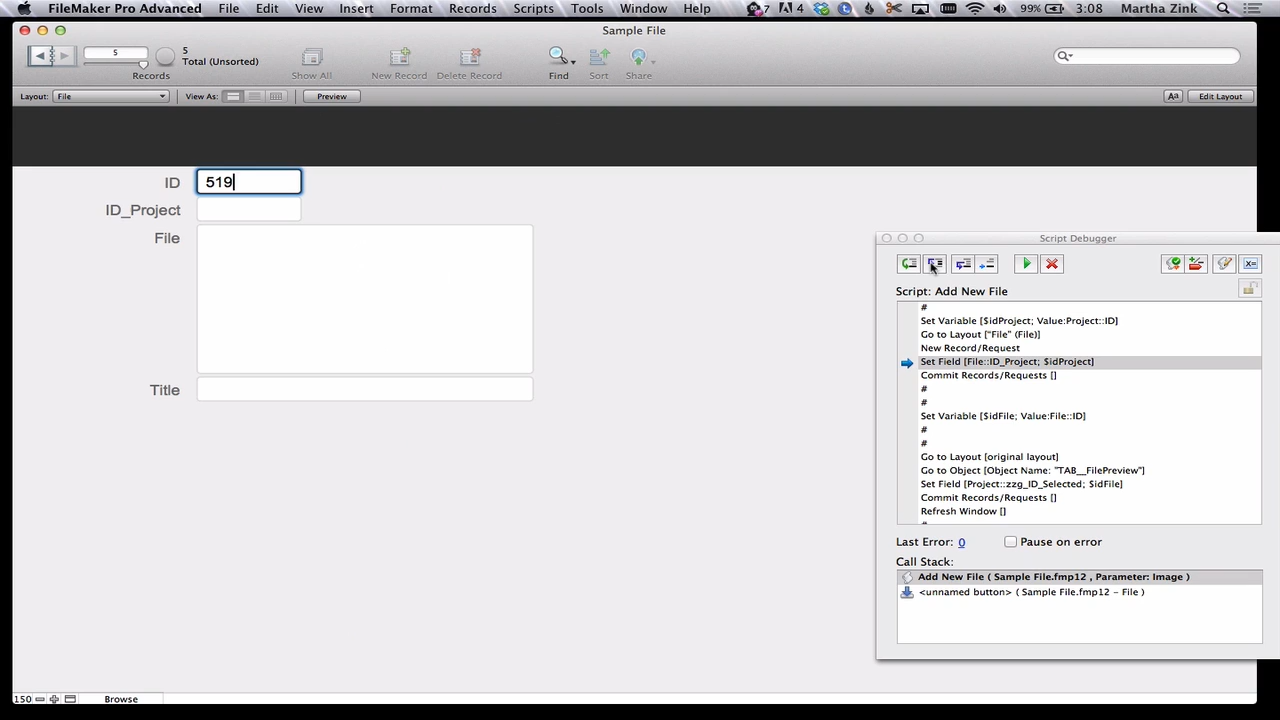 FileMaker Pro Advanced File Edit View Insert Format Records Scripts Tools Window Help 7 4 99% 3:08 Martha Zink
Sample File
5
5
Total (Unsorted)
Records
Show All
New Record
Delete Record
Find
Sort
Share
Layout: File
View As:
Preview
Aa
Edit Layout
ID
519
ID_Project
File
Title
Script Debugger
Script: Add New File
#
Set Variable [$idProject; Value:Project::ID]
Go to Layout ["File" (File)]
New Record/Request
Set Field [File::ID_Project; $idProject]
Commit Records/Requests []
#
#
Set Variable [$idFile; Value:File::ID]
#
#
Go to Layout [original layout]
Go to Object [Object Name: "TAB__FilePreview"]
Set Field [Project::zzg_ID_Selected; $idFile]
Commit Records/Requests []
Refresh Window []
Last Error: 0
Pause on error
Call Stack:
Add New File ( Sample File.fmp12 , Parameter: Image )
<unnamed button> ( Sample File.fmp12 - File )
150
Browse